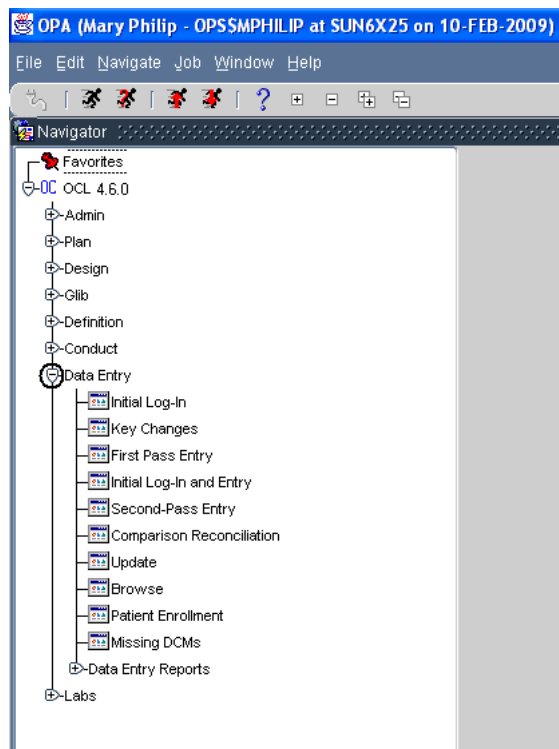 OPA (Mary Philip - OPS$MPHILIP at SUN6X25 on 10-FEB-2009)
File Edit Navigate Job Window Help
Navigator
Favorites
OC OCL 4.6.0
Admin
Plan
Design
Glib
Definition
Conduct
Data Entry
Initial Log-In
Key Changes
First Pass Entry
Initial Log-In and Entry
Second-Pass Entry
Comparison Reconciliation
Update
Browse
Patient Enrollment
Missing DCMs
Data Entry Reports
Labs